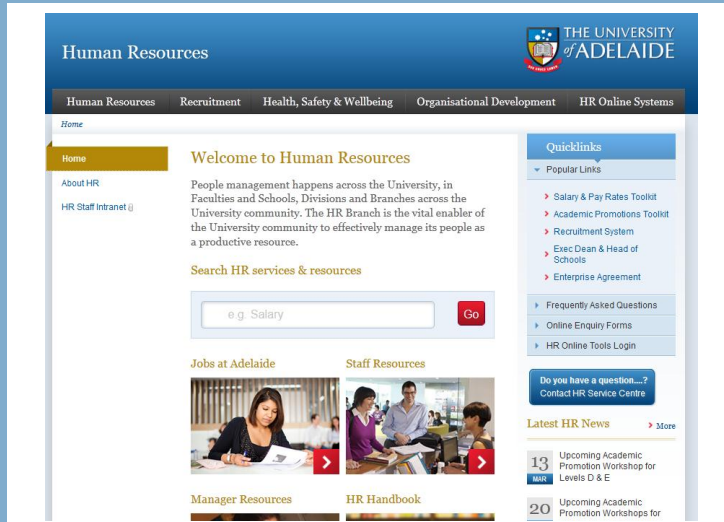 Human Resources
THE UNIVERSITY
of ADELAIDE
Human Resources
Recruitment
Health, Safety & Wellbeing
Organisational Development
HR Online Systems
Home
Home
About HR
HR Staff Intranet
Welcome to Human Resources
People management happens across the University, in
Faculties and Schools, Divisions and Branches across the
University community. The HR Branch is the vital enabler of
the University community to effectively manage its people as
a productive resource.
Search HR services & resources
e.g. Salary
Go
Jobs at Adelaide
Staff Resources
Manager Resources
HR Handbook
Quicklinks
Popular Links
Salary & Pay Rates Toolkit
Academic Promotions Toolkit
Recruitment System
Exec Dean & Head of
Schools
Enterprise Agreement
Frequently Asked Questions
Online Enquiry Forms
HR Online Tools Login
Do you have a question....?
Contact HR Service Centre
Latest HR News
More
13
MAR
Upcoming Academic
Promotion Workshop for
Levels D & E
20
Upcoming Academic
Promotion Workshops for